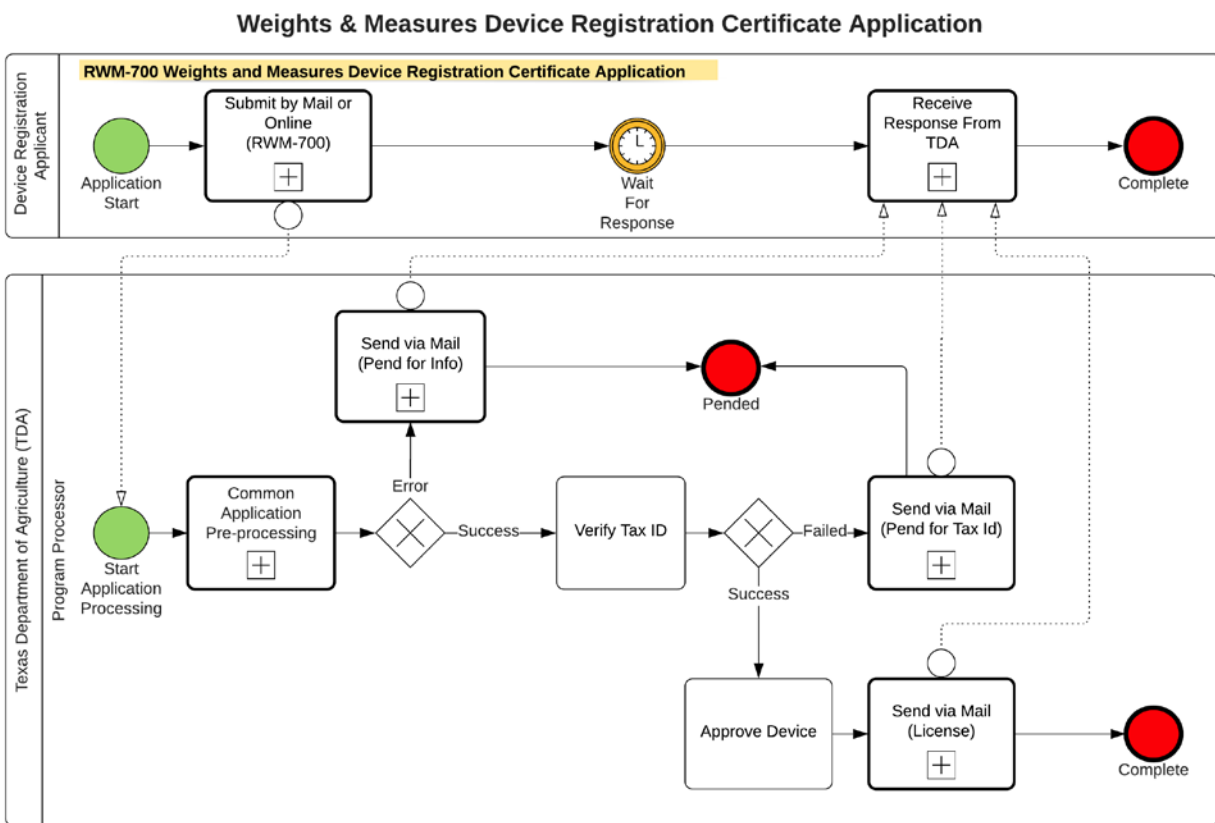 Weights & Measures Device Registration Certificate Application
Device Registration
Applicant
RWM-700 Weights and Measures Device Registration Certificate Application
Application
Start
Submit by Mail or
Online
(RWM-700)
Wait
For
Response
Receive
Response From
TDA
Complete
Texas Department of Agriculture (TDA)
Program Processor
Send via Mail
(Pend for Info)
Pended
Start
Application
Processing
Common
Application
Pre-processing
Error
Success
Verify Tax ID
Failed
Success
Send via Mail
(Pend for Tax Id)
Approve Device
Send via Mail
(License)
Complete